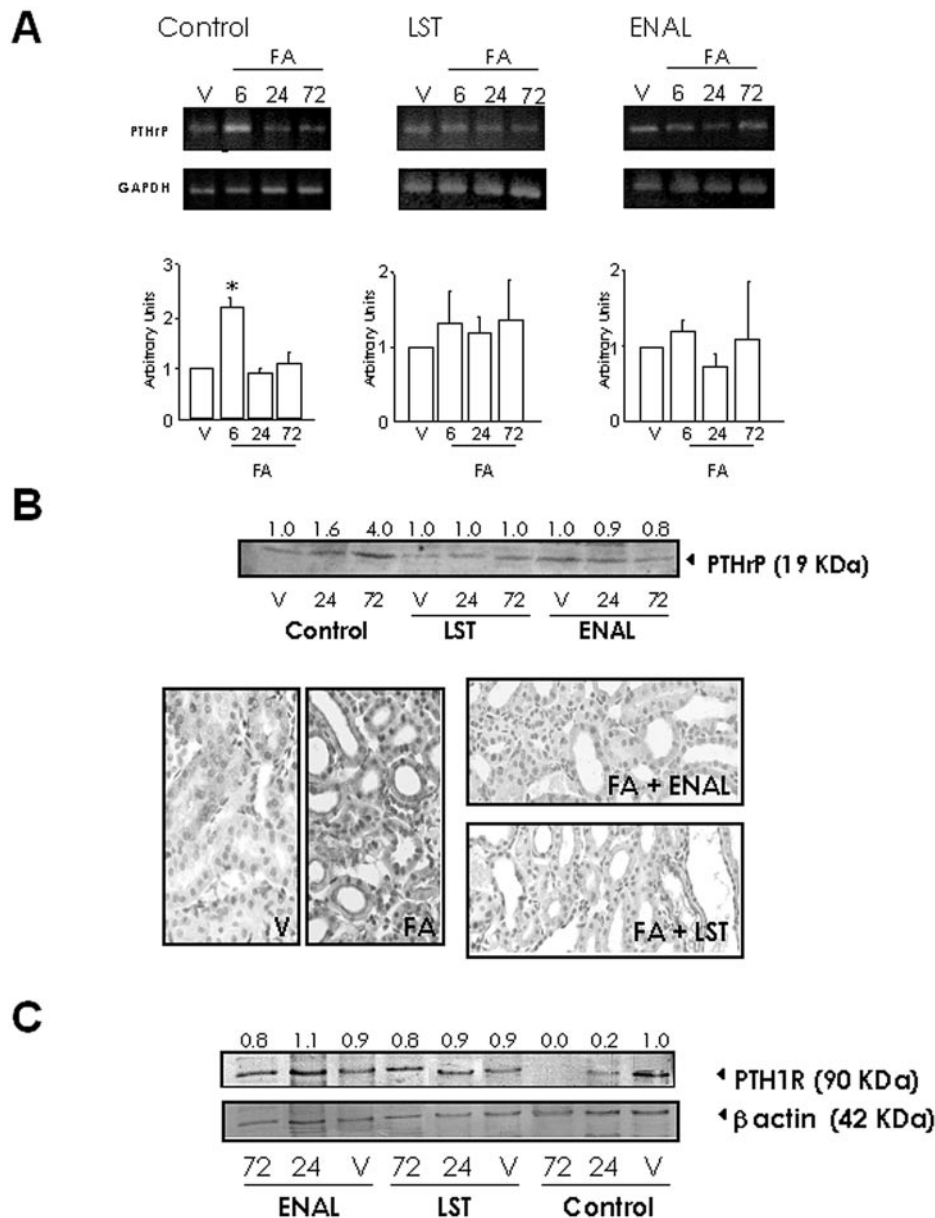 A
Control LST ENAL
FA FA FA
V 6 24 72 V 6 24 72 V 6 24 72
PTHrP
GAPDH
3 2 2
2
1 1 1
0 0 0
Arbitrary Units Arbitrary Units Arbitrary Units
*
V 6 24 72 V 6 24 72 V 6 24 72
FA FA FA
B
1.0 1.6 4.0 1.0 1.0 1.0 1.0 0.9 0.8
PTHrP (19 KDa)
V 24 72 V 24 72 V 24 72
Control LST ENAL
V FA FA + ENAL
FA + LST
C
0.8 1.1 0.9 0.8 0.9 0.9 0.0 0.2 1.0
PTH1R (90 KDa)
β actin (42 KDa)
72 24 V 72 24 V 72 24 V
ENAL LST Control